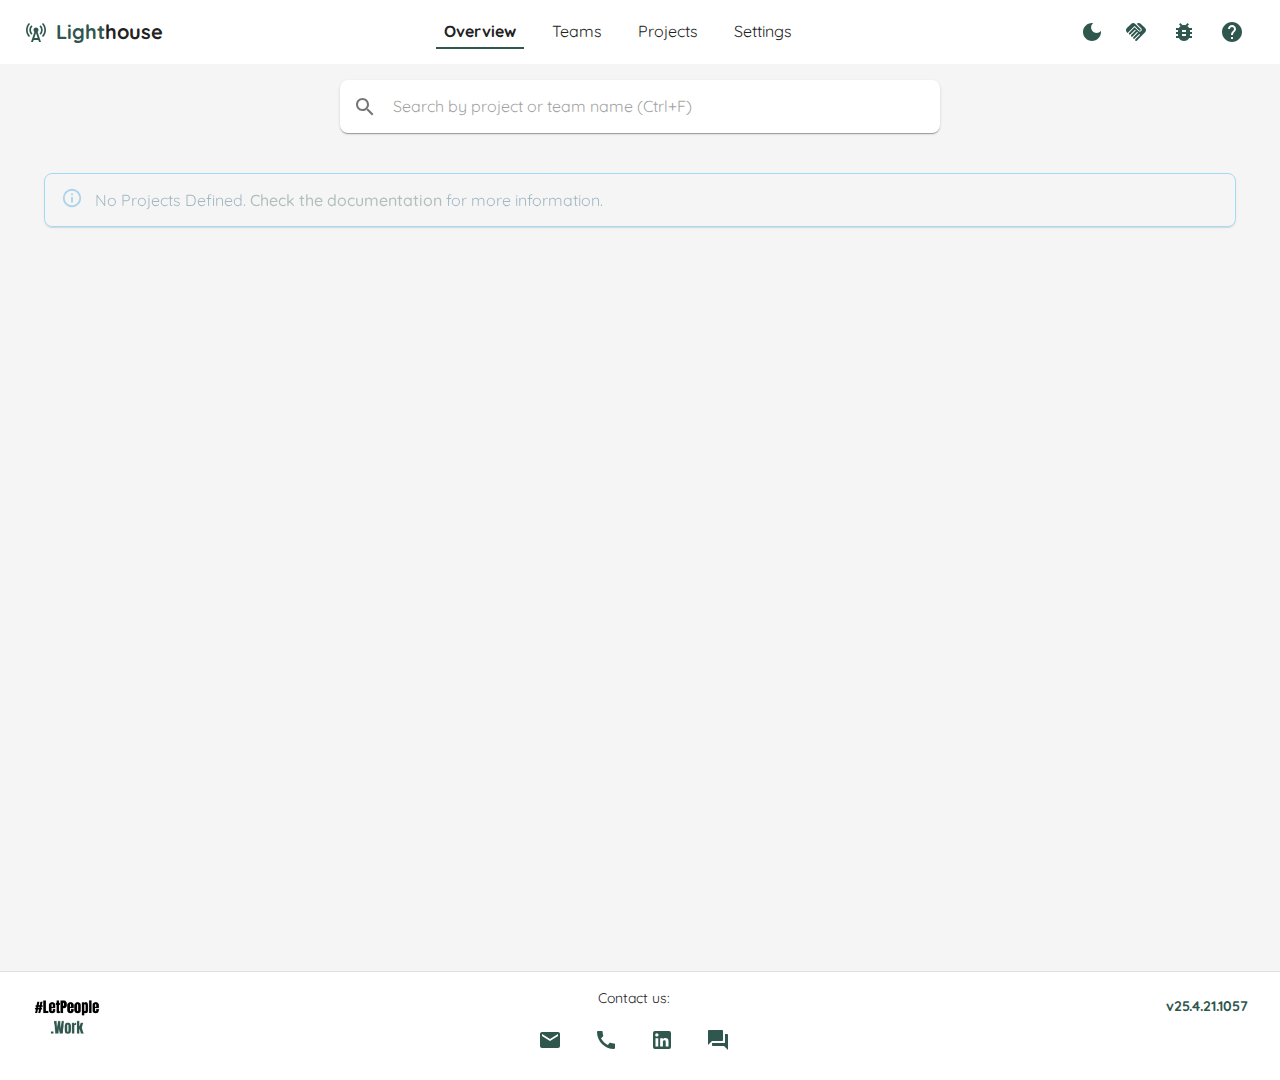 Lighthouse
Overview Teams Projects Settings
Search by project or team name (Ctrl+F)
No Projects Defined. Check the documentation for more information.
#LetPeople
.Work
Contact us:
v25.4.21.1057